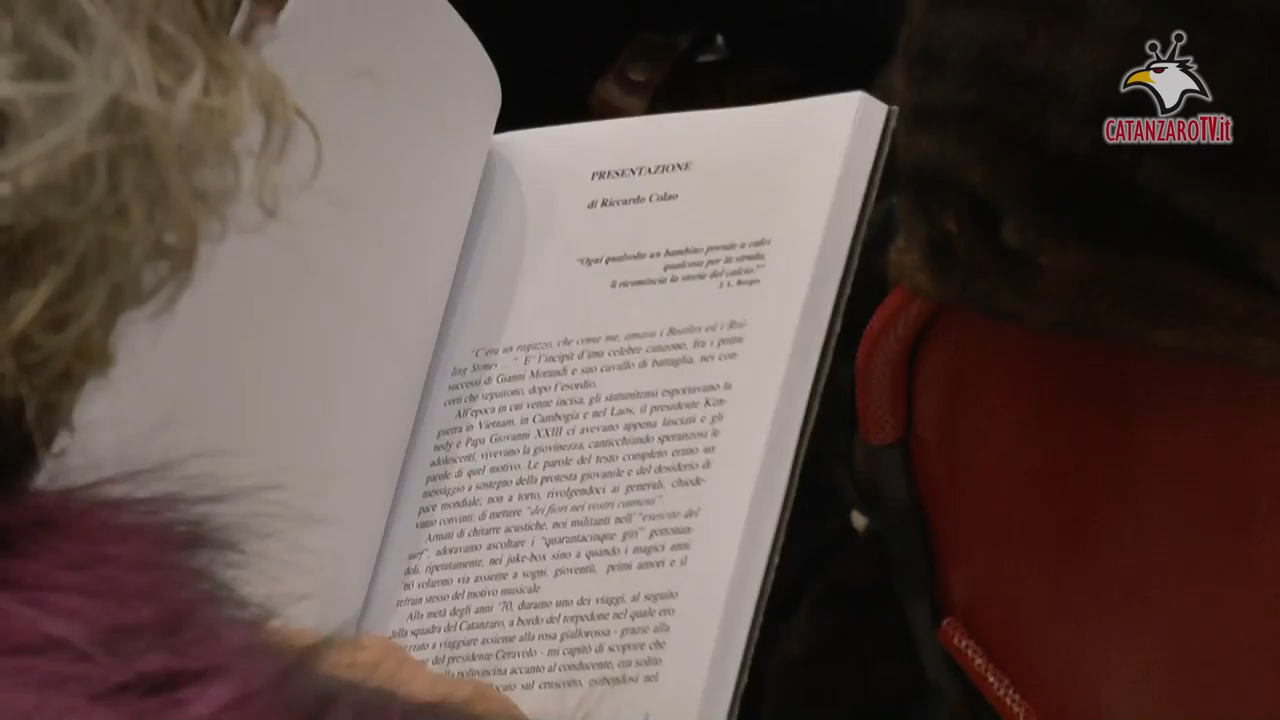 CATANZAROTV.it
PRESENTAZIONE
di Riccardo Colao
"Ogni qualvolta un bambino prende a calci
qualcosa per la strada,
lì ricomincia la storia del calcio."
J. L. Borges
"C'era un ragazzo, che come me, amava i Beatles ed i Rol-
ling Stones ... " E' l'incipit d'una celebre canzone, fra i primi
successi di Gianni Morandi e suo cavallo di battaglia, nei con-
certi che seguirono, dopo l'esordio.
All'epoca in cui venne incisa, gli statunitensi esportavano la
guerra in Vietnam, in Cambogia e nel Laos, il presidente Ken-
nedy e Papa Giovanni XXIII ci avevano appena lasciati e gli
adolescenti, vivevano la giovinezza, canticchiando speranzosi le
parole di quel motivo. Le parole del testo completo erano un
messaggio a sostegno della protesta giovanile e del desiderio di
pace mondiale; non a torto, rivolgendoci ai generali, chiede-
vamo convinti, di mettere "dei fiori nei vostri cannoni"
Armati di chitarre acustiche, noi militanti nell' "esercito del
surf", adoravamo ascoltare i "quarantacinque giri"
doli, ripetutamente, nei juke-box sino a quando i magici anni
'60 volarono via assieme a sogni, gioventù, primi amori e il
refrain stesso del motivo musicale
Alla metà degli anni '70, durante uno dei viaggi, al seguito
della squadra del Catanzaro, a bordo del torpedone nel quale ero
a viaggiare assieme alla rosa giallorossa - grazie alla
del presidente Ceravolo - mi capitò di scoprire che
poltroncina accanto al conducente, era solito
sul cruscotto, esibendosi nel